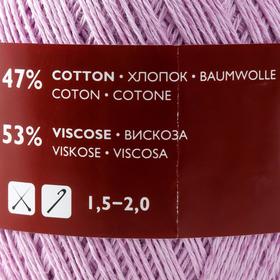 47% COTTON • ХЛОПОК • BAUMWOLLE
COTON • COTONE
53% VISCOSE • ВИСКОЗА
VISKOSE • VISCOSA
1,5–2,0